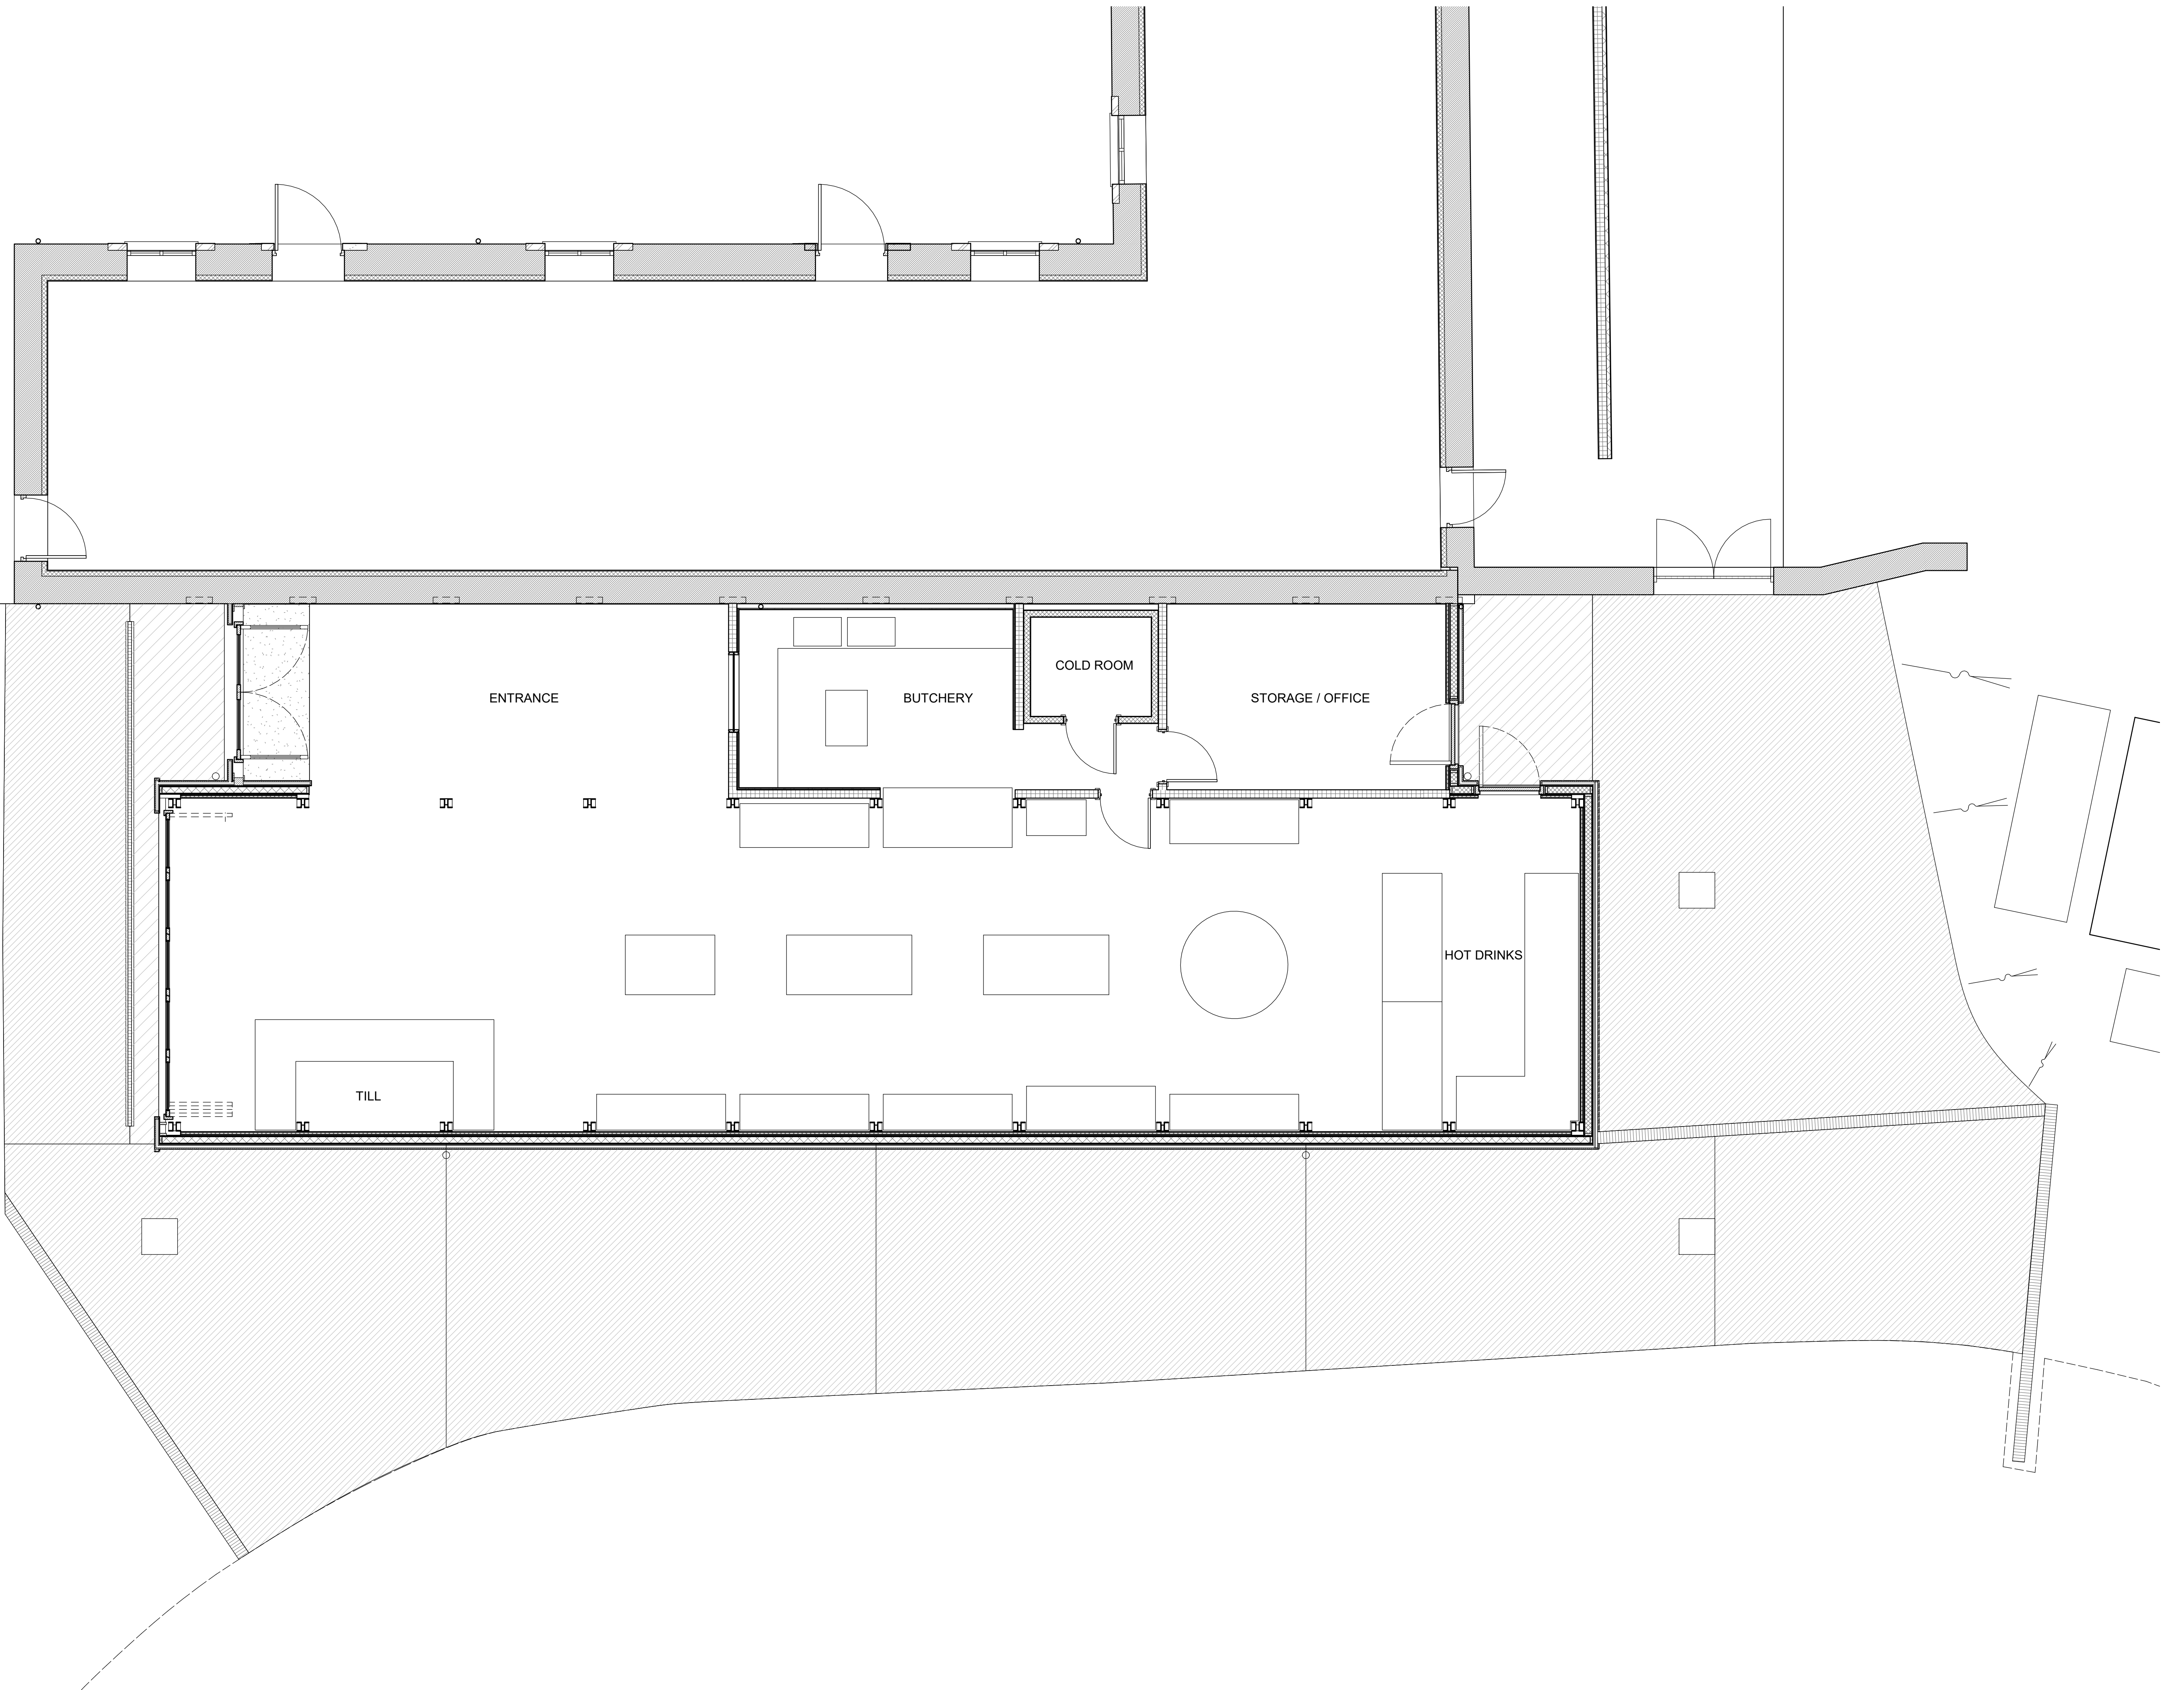 COLD ROOM
ENTRANCE
BUTCHERY
STORAGE / OFFICE
HOT DRINKS
TILL